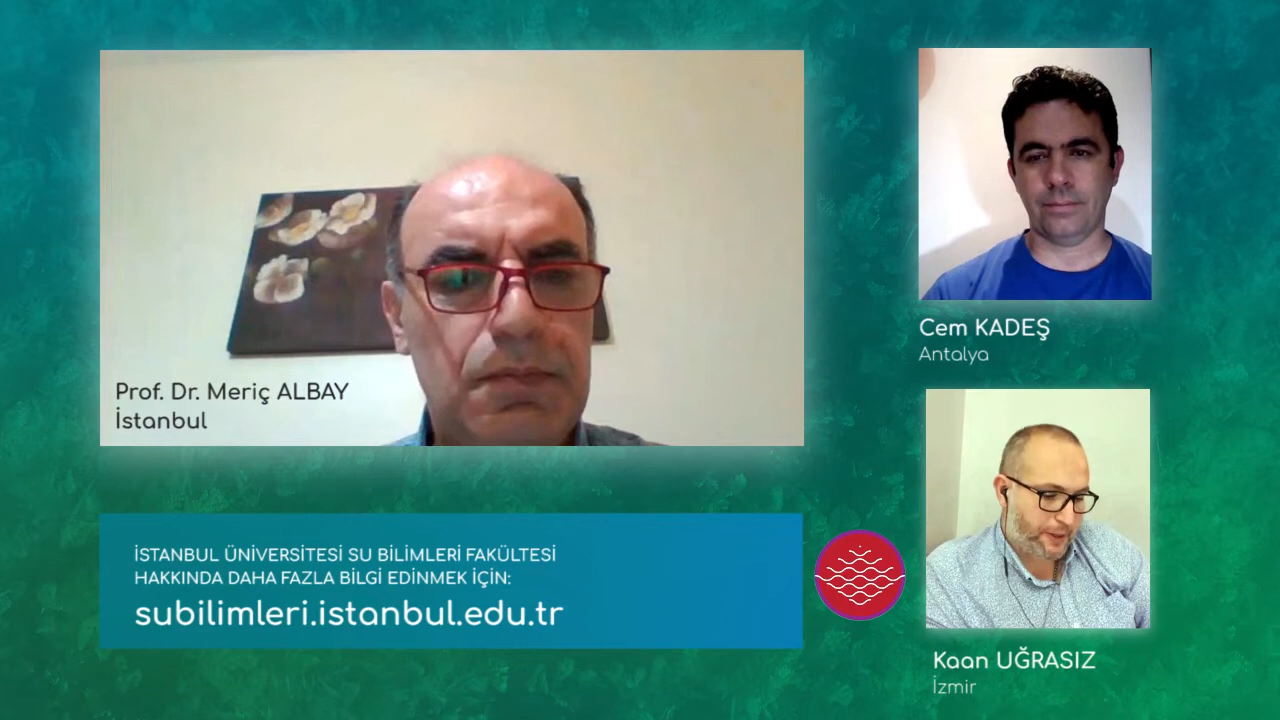 Prof. Dr. Meriç ALBAY
İstanbul
Cem KADEŞ
Antalya
Kaan UĞRASIZ
İzmir
İSTANBUL ÜNİVERSİTESİ SU BİLİMLERİ FAKÜLTESİ
HAKKINDA DAHA FAZLA BİLGİ EDİNMEK İÇİN:
subilimleri.istanbul.edu.tr